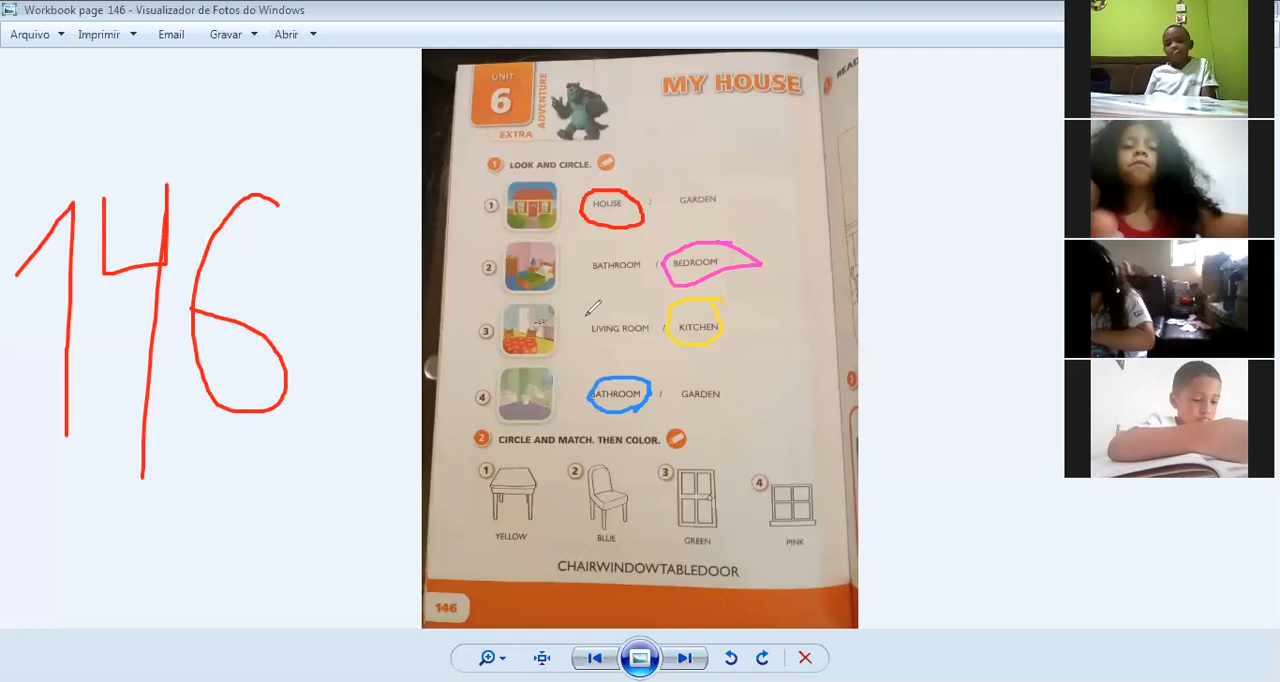 Workbook page 146 - Visualizador de Fotos do Windows
Arquivo Imprimir Email Gravar Abrir
146
UNIT
6
EXTRA
ADVENTURE
MY HOUSE
1 LOOK AND CIRCLE.
1 HOUSE / GARDEN
2 BATHROOM / BEDROOM
3 LIVING ROOM / KITCHEN
4 BATHROOM / GARDEN
2 CIRCLE AND MATCH. THEN COLOR.
1 2 3 4
YELLOW BLUE GREEN PINK
CHAIRWINDOWTABLEDOOR
146